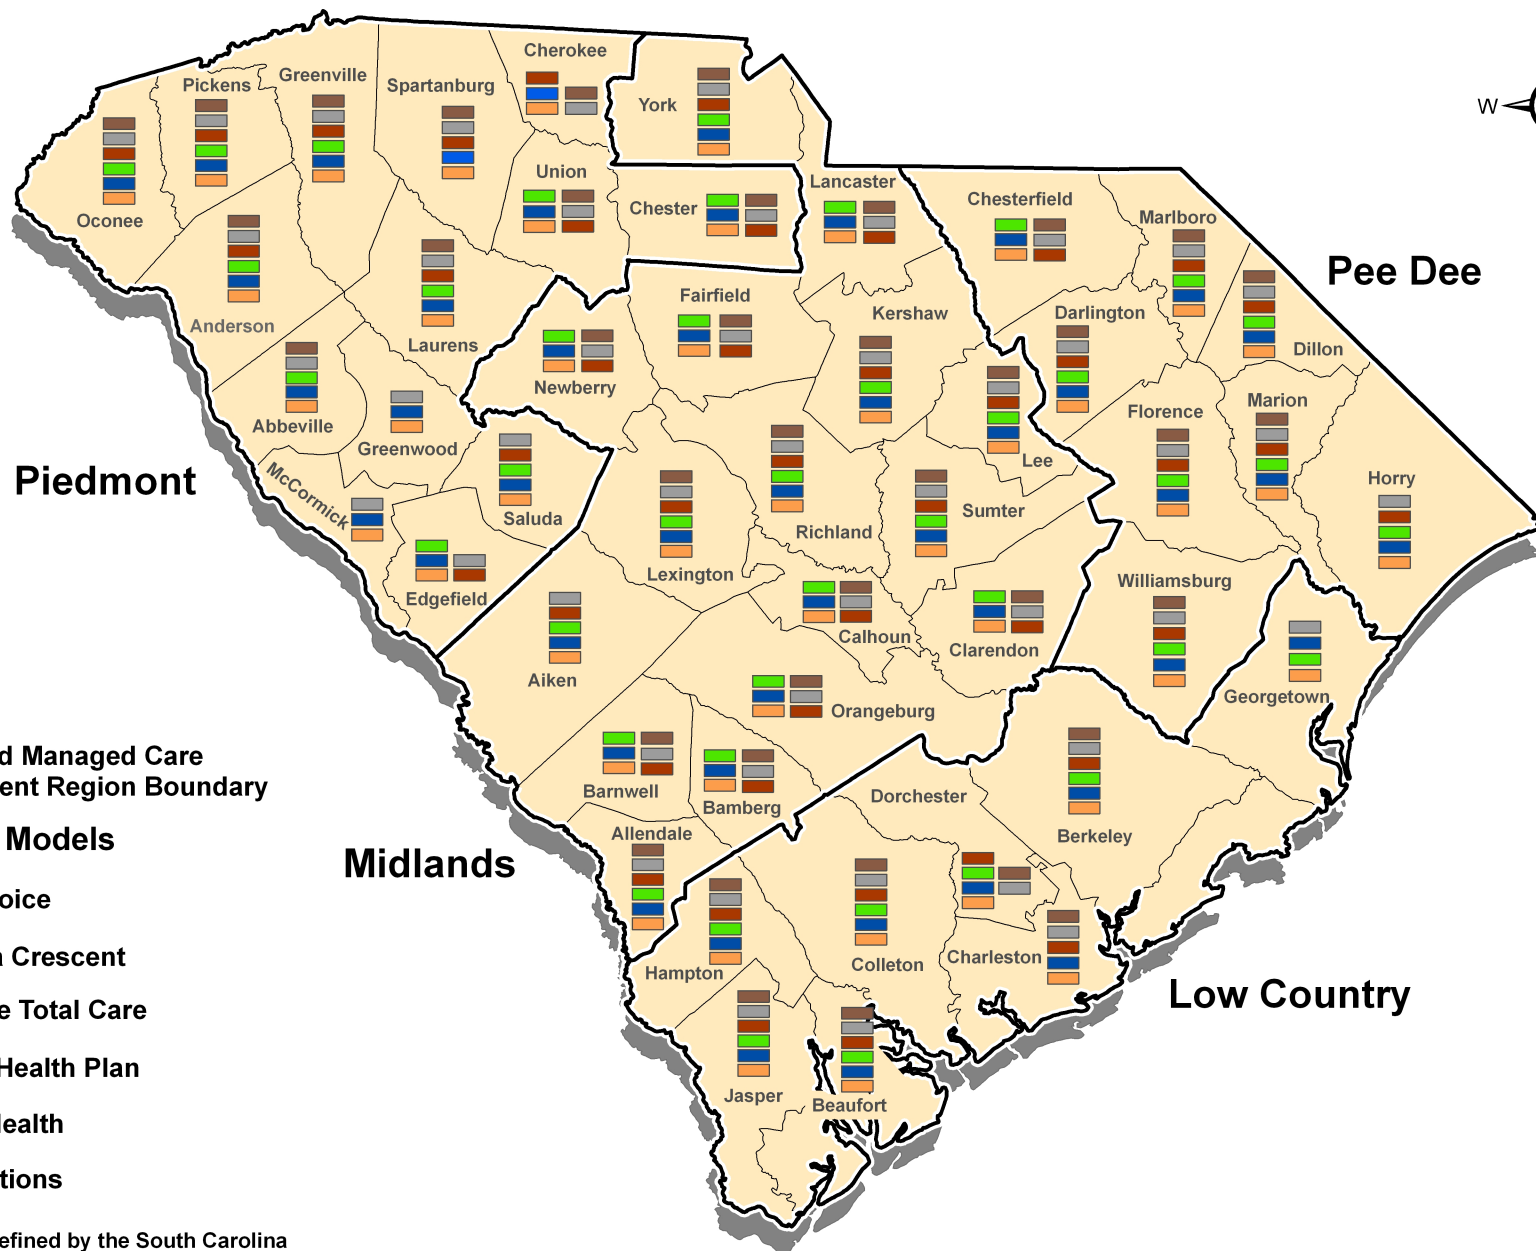 Cherokee
Pickens
Greenville
Spartanburg
York
W
Oconee
Union
Chester
Lancaster
Chesterfield
Marlboro
Pee Dee
Anderson
Laurens
Fairfield
Kershaw
Darlington
Dillon
Newberry
Abbeville
Greenwood
Florence
Marion
Lee
Piedmont
McCormick
Saluda
Richland
Sumter
Horry
Lexington
Edgefield
Williamsburg
Calhoun
Clarendon
Aiken
Orangeburg
Georgetown
d Managed Care
ent Region Boundary
Barnwell
Bamberg
Dorchester
Berkeley
Models
Allendale
Midlands
oice
a Crescent
Hampton
Colleton
Charleston
Low Country
e Total Care
Health Plan
Jasper
Beaufort
Health
tions
efined by the South Carolina